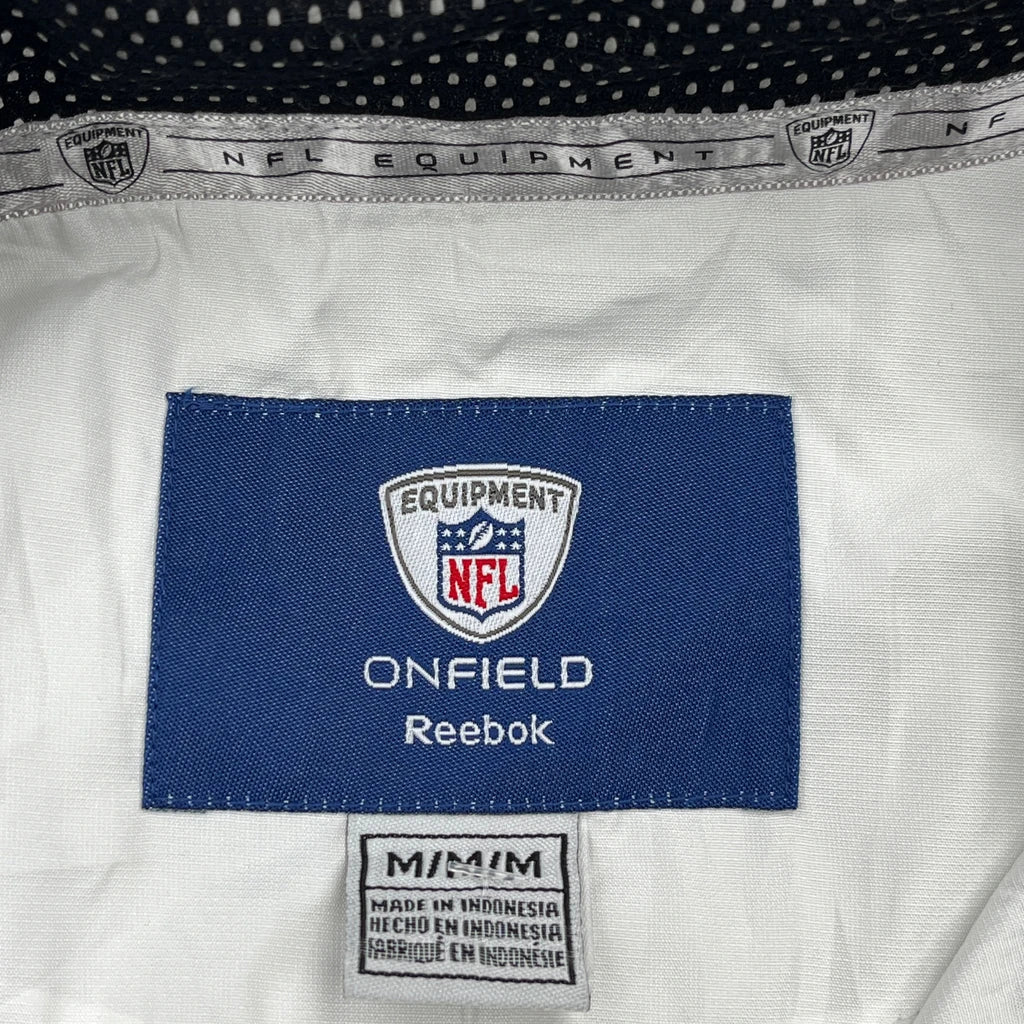 EQUIPMENT
NFL
NFL EQUIPMENT
EQUIPMENT
NFL
NF
EQUIPMENT
NFL
ONFIELD
Reebok
M/M/M
MADE IN INDONESIA
HECHO EN INDONESIA
FABRIQUÉ EN INDONÉSIE